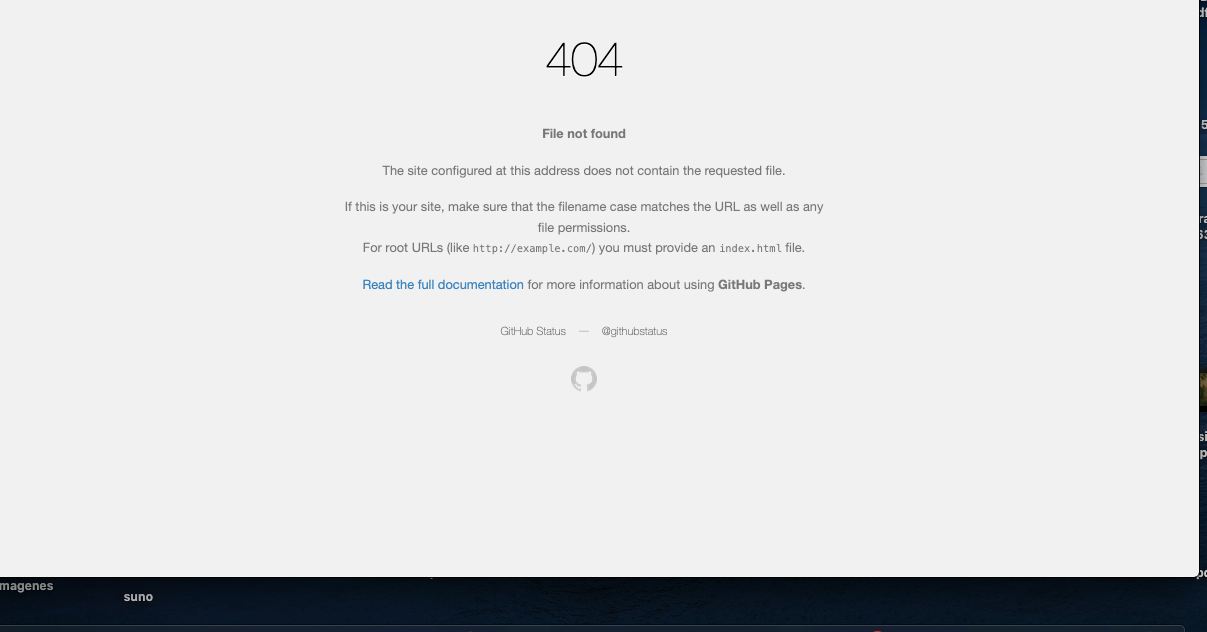 404
File not found
The site configured at this address does not contain the requested file.
If this is your site, make sure that the filename case matches the URL as well as any
file permissions.
For root URLs (like http://example.com/) you must provide an index.html file.
Read the full documentation for more information about using GitHub Pages.
GitHub Status — @githubstatus
magenes
suno